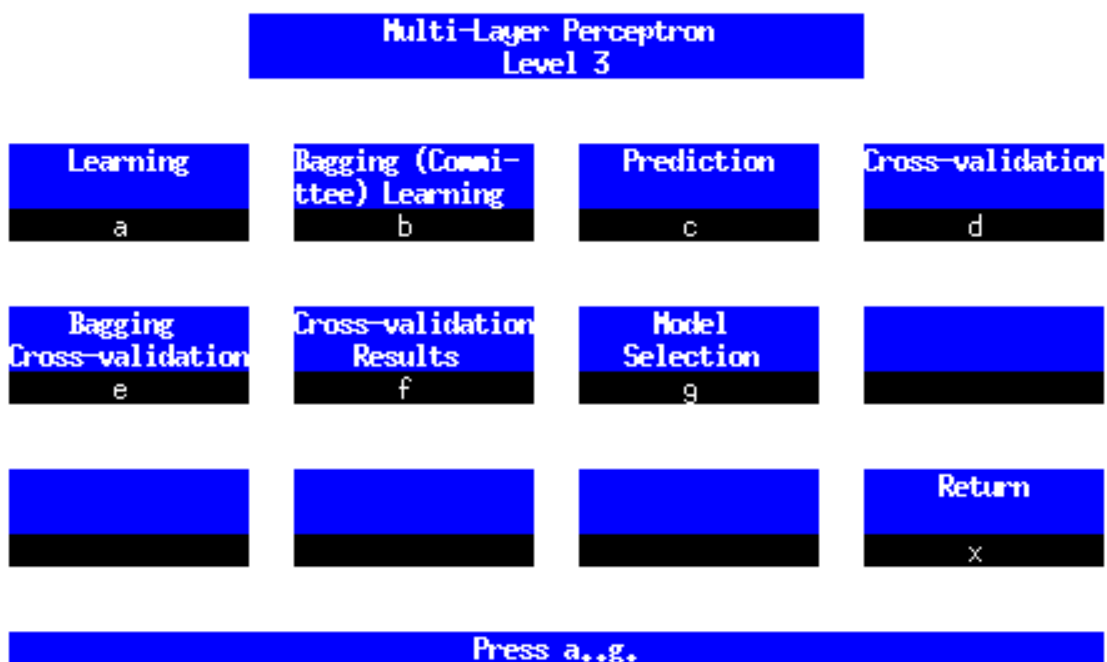 Multi-Layer Perceptron
Level 3
Learning
a
Bagging (Commi-
ttee) Learning
b
Prediction
c
Cross-validation
d
Bagging
Cross-validation
e
Cross-validation
Results
f
Model
Selection
g
Return
x
Press a..g.